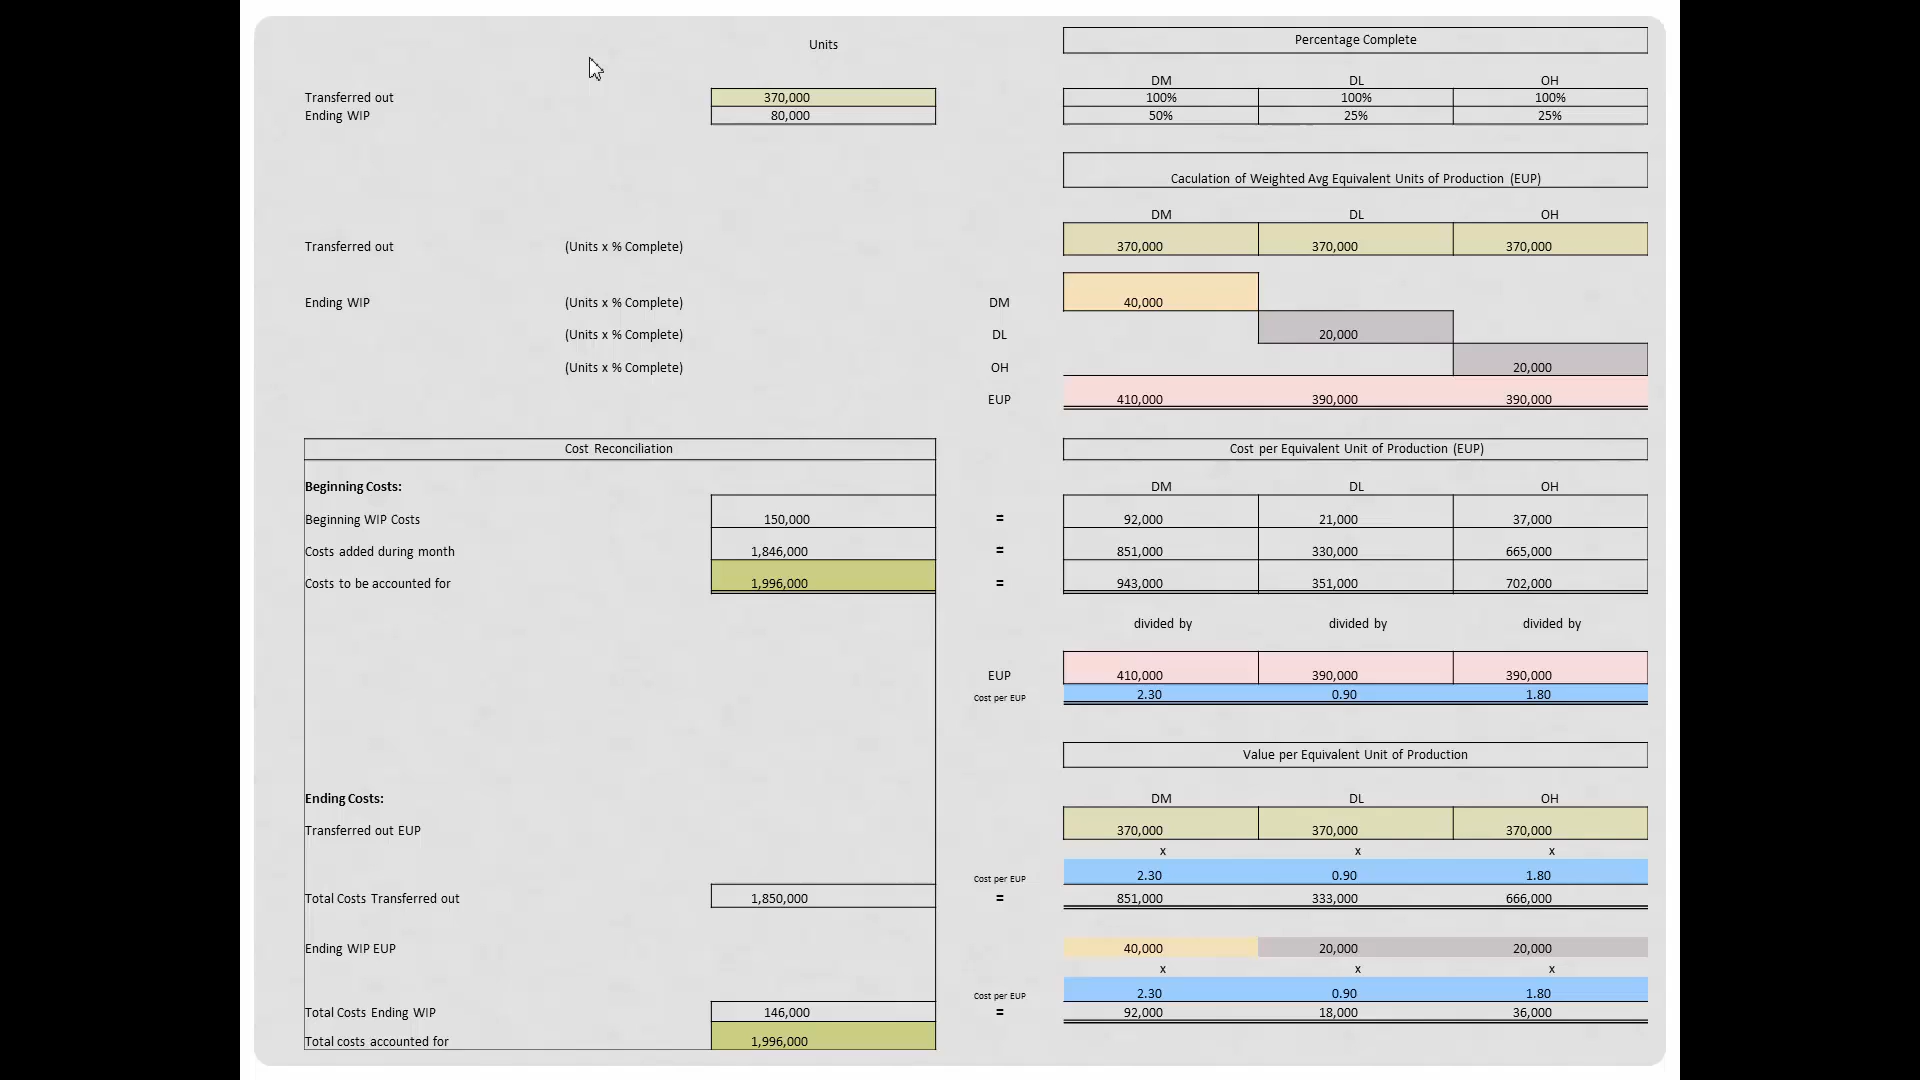 Units Percentage Complete
DM DL OH
Transferred out 370,000 100% 100% 100%
Ending WIP 80,000 50% 25% 25%
Caculation of Weighted Avg Equivalent Units of Production (EUP)
DM DL OH
Transferred out (Units x % Complete) 370,000 370,000 370,000
Ending WIP (Units x % Complete) DM 40,000
(Units x % Complete) DL 20,000
(Units x % Complete) OH 20,000
EUP 410,000 390,000 390,000
Cost Reconciliation Cost per Equivalent Unit of Production (EUP)
Beginning Costs: DM DL OH
Beginning WIP Costs 150,000 = 92,000 21,000 37,000
Costs added during month 1,846,000 = 851,000 330,000 665,000
Costs to be accounted for 1,996,000 = 943,000 351,000 702,000
divided by divided by divided by
EUP 410,000 390,000 390,000
Cost per EUP 2.30 0.90 1.80
Value per Equivalent Unit of Production
Ending Costs: DM DL OH
Transferred out EUP 370,000 370,000 370,000
x x x
Cost per EUP 2.30 0.90 1.80
Total Costs Transferred out 1,850,000 = 851,000 333,000 666,000
Ending WIP EUP 40,000 20,000 20,000
x x x
Cost per EUP 2.30 0.90 1.80
Total Costs Ending WIP 146,000 = 92,000 18,000 36,000
Total costs accounted for 1,996,000